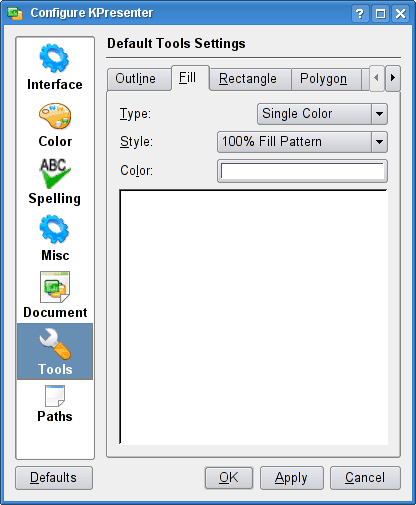 Configure KPresenter
Default Tools Settings
Interface
Color
ABC
Spelling
Misc
Document
Tools
Paths
Outline Fill Rectangle Polygon
Type: Single Color
Style: 100% Fill Pattern
Color:
Defaults OK Apply Cancel